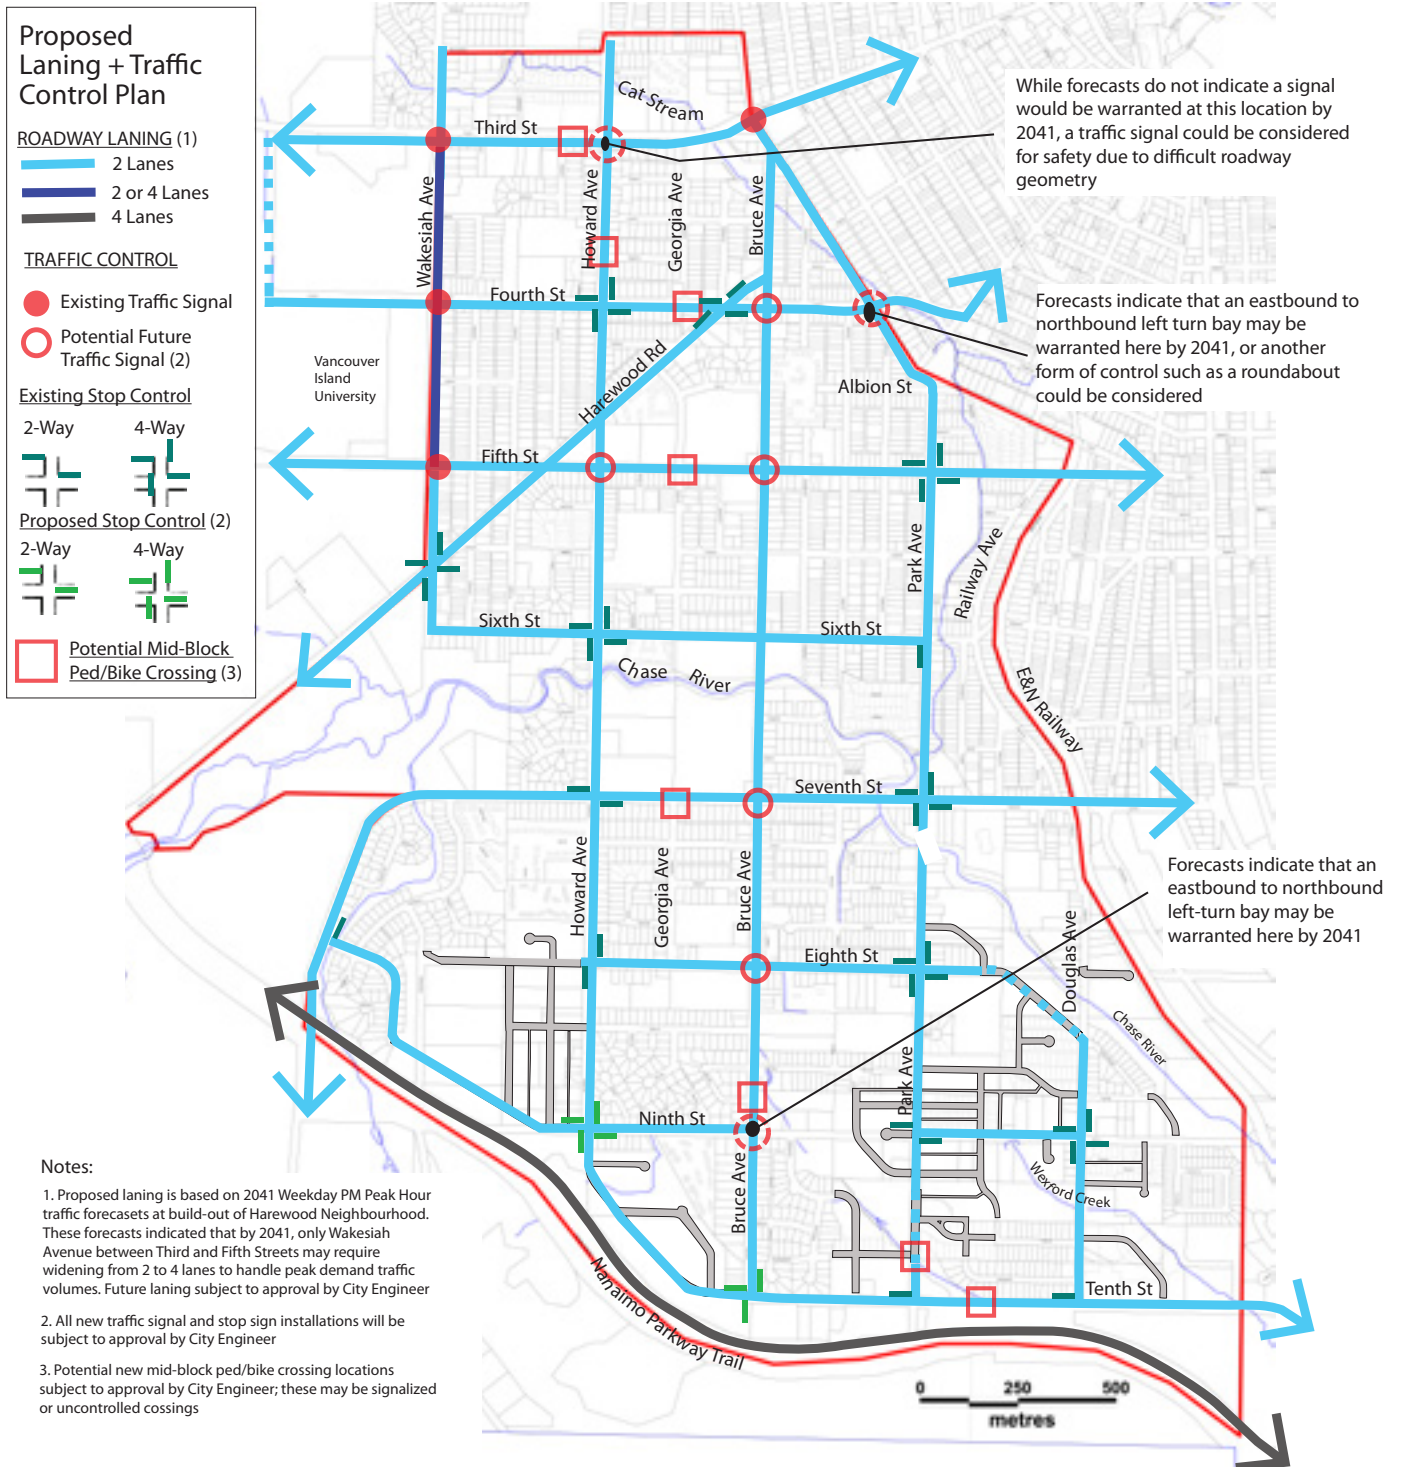 Proposed
Laning + Traffic
Control Plan
ROADWAY LANING (1)
2 Lanes
2 or 4 Lanes
4 Lanes
TRAFFIC CONTROL
Existing Traffic Signal
Potential Future
Traffic Signal (2)
Existing Stop Control
2-Way
4-Way
Proposed Stop Control (2)
2-Way
4-Way
Potential Mid-Block
Ped/Bike Crossing (3)
Cat Stream
Third St
Wakesiah Ave
Howard Ave
Georgia Ave
Bruce Ave
While forecasts do not indicate a signal
would be warranted at this location by
2041, a traffic signal could be considered
for safety due to difficult roadway
geometry
Fourth St
Forecasts indicate that an eastbound to
northbound left turn bay may be
warranted here by 2041, or another
form of control such as a roundabout
could be considered
Vancouver
Island
University
Harewood Rd
Albion St
Fifth St
Park Ave
Railway Ave
Sixth St
Sixth St
Chase River
E&N Railway
Seventh St
Howard Ave
Georgia Ave
Bruce Ave
Forecasts indicate that an
eastbound to northbound
left-turn bay may be
warranted here by 2041
Eighth St
Douglas Ave
Chase River
Park Ave
Ninth St
Bruce Ave
Wexford Creek
Tenth St
Nanaimo Parkway Trail
Notes:
1. Proposed laning is based on 2041 Weekday PM Peak Hour
traffic forecasets at build-out of Harewood Neighbourhood.
These forecasts indicated that by 2041, only Wakesiah
Avenue between Third and Fifth Streets may require
widening from 2 to 4 lanes to handle peak demand traffic
volumes. Future laning subject to approval by City Engineer
2. All new traffic signal and stop sign installations will be
subject to approval by City Engineer
3. Potential new mid-block ped/bike crossing locations
subject to approval by City Engineer; these may be signalized
or uncontrolled cossings
0 250 500
metres